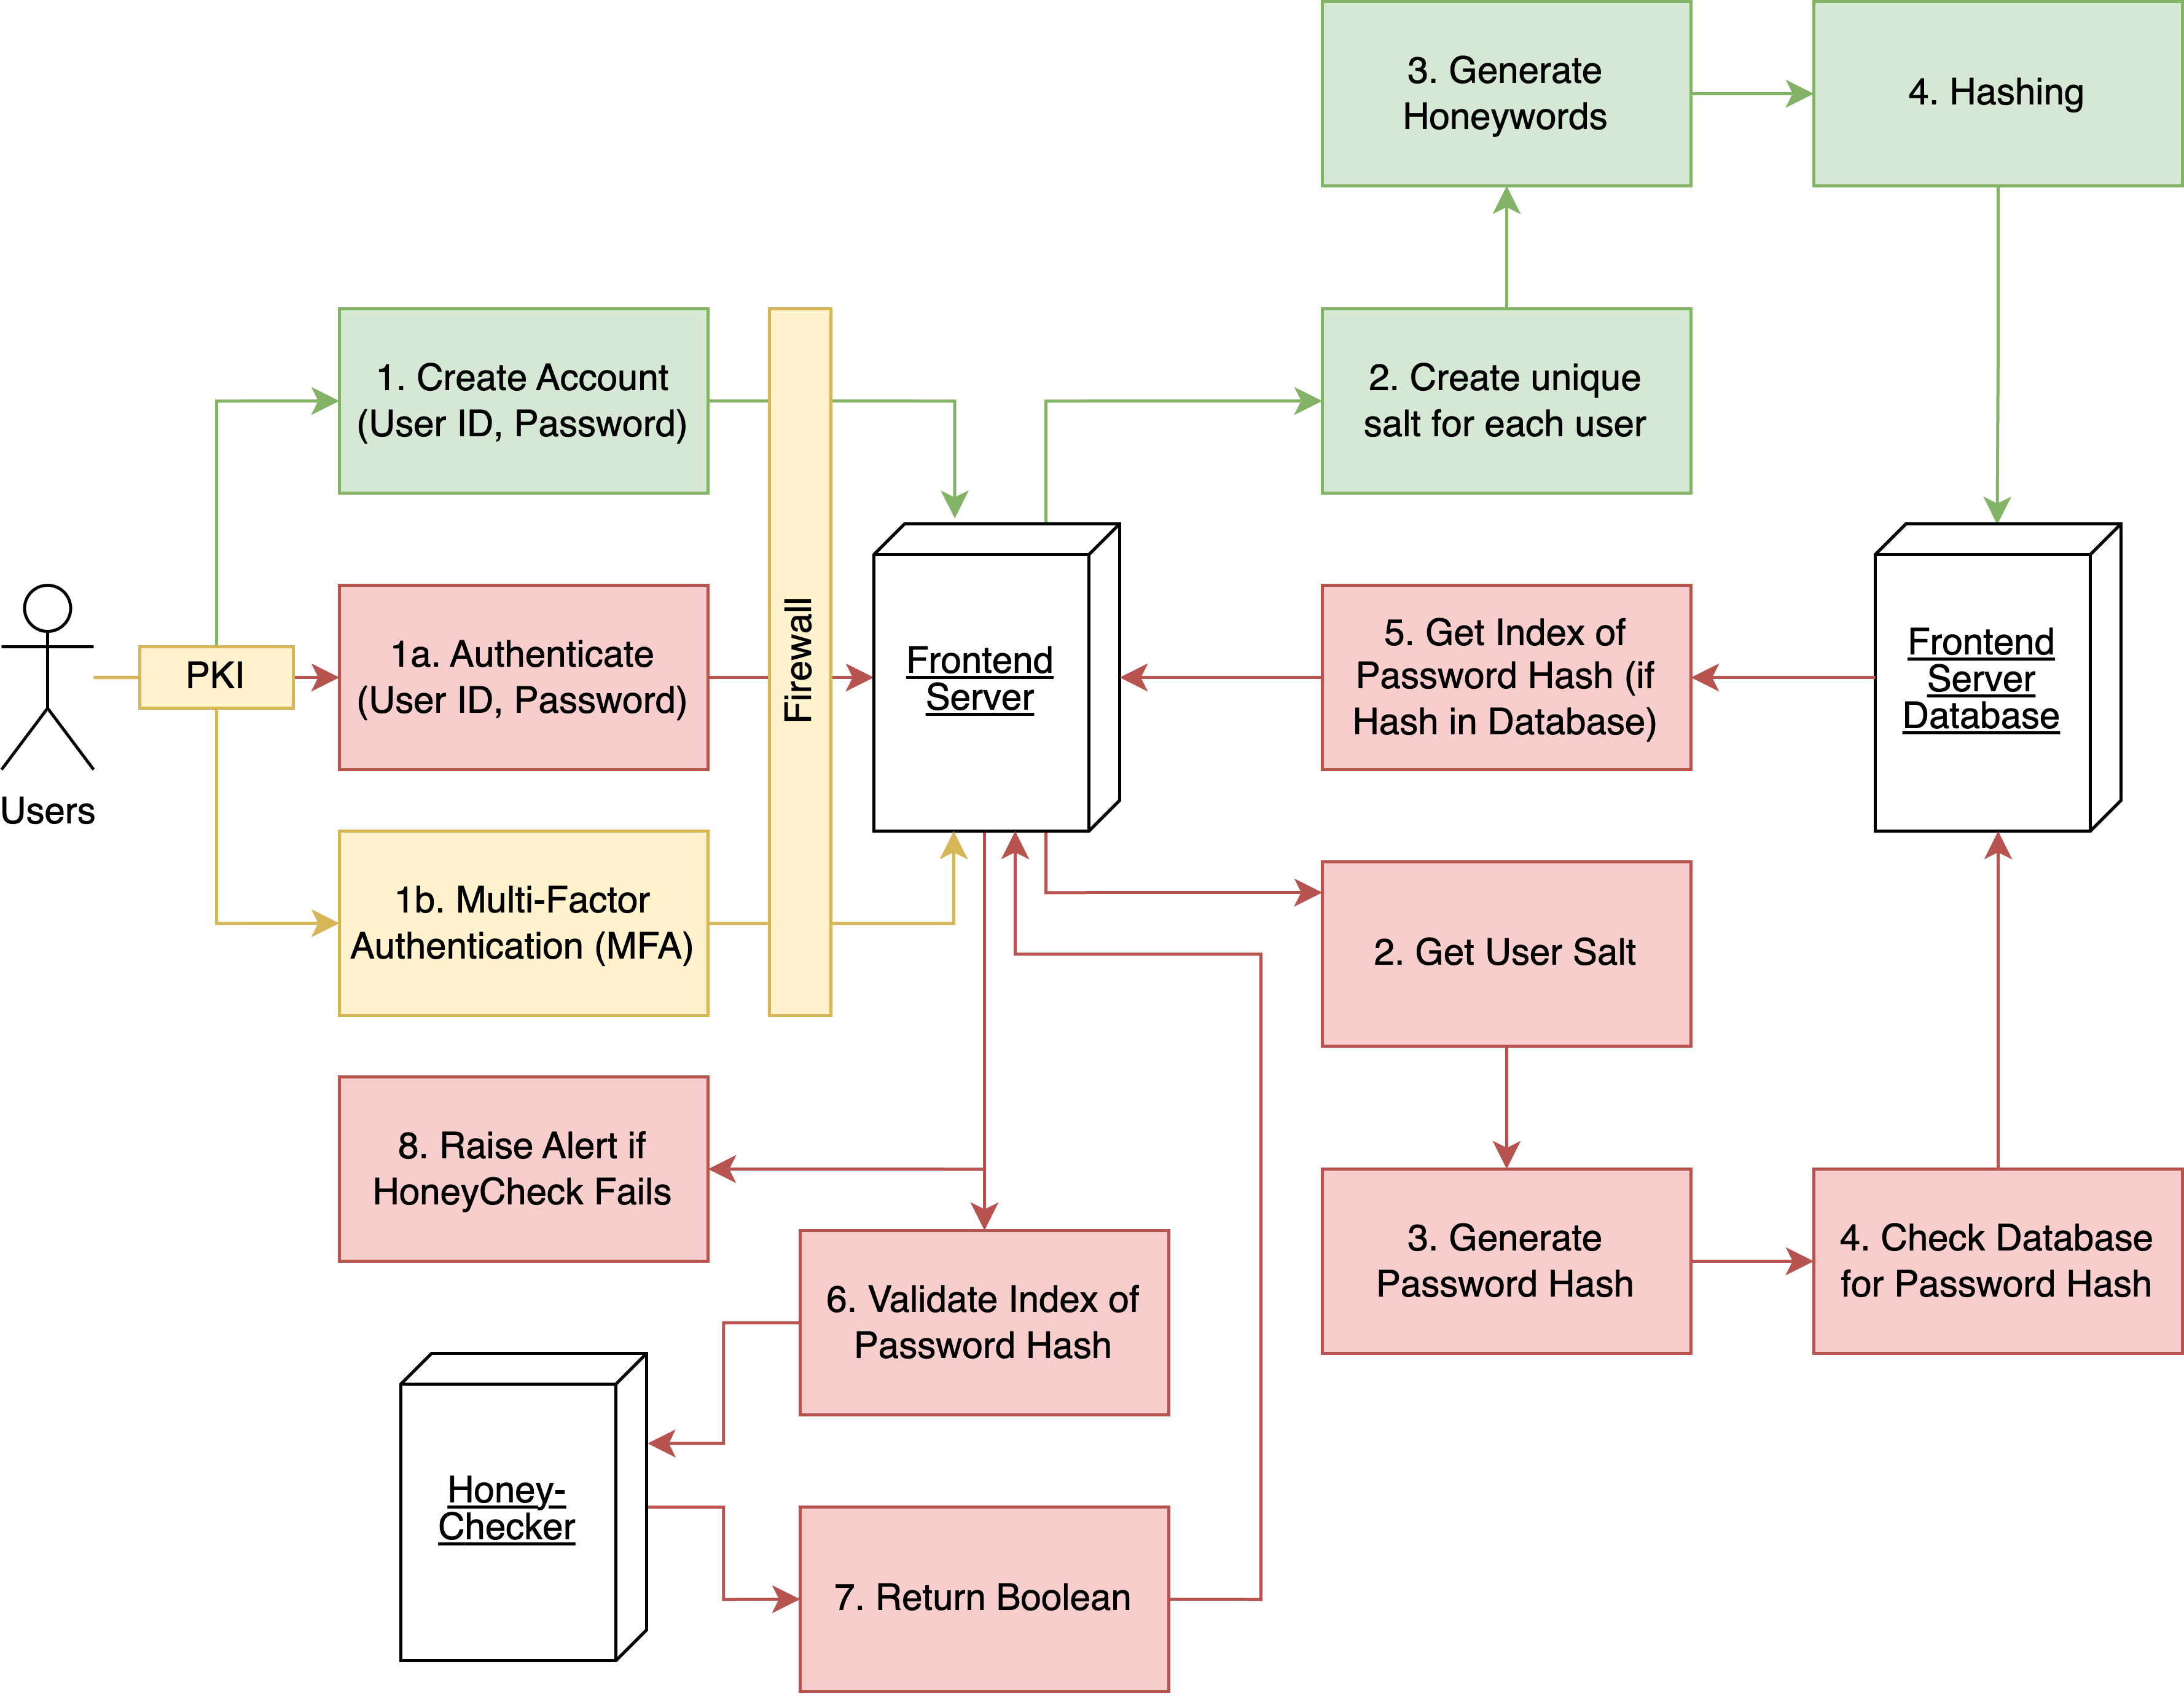 3. Generate
Honeywords
4. Hashing
1. Create Account
(User ID, Password)
2. Create unique
salt for each user
Users
PKI
1a. Authenticate
(User ID, Password)
Firewall
Frontend
Server
5. Get Index of
Password Hash (if
Hash in Database)
Frontend
Server
Database
1b. Multi-Factor
Authentication (MFA)
2. Get User Salt
8. Raise Alert if
HoneyCheck Fails
3. Generate
Password Hash
4. Check Database
for Password Hash
6. Validate Index of
Password Hash
Honey-
Checker
7. Return Boolean